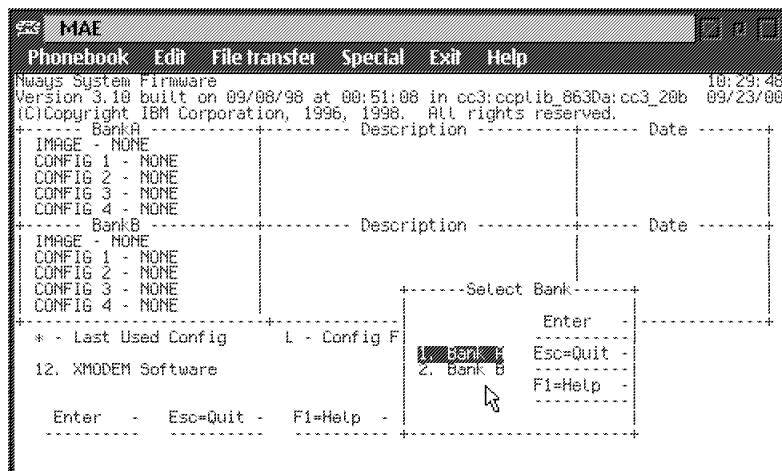 MAE
Phonebook Edit File transfer Special Exit Help
Nways System Firmware 10:29:48
Version 3.10 built on 09/08/98 at 00:51:08 in cc3:ccplib_863Da:cc3_20b 09/23/00
(C)Copyright IBM Corporation, 1996, 1998. All rights reserved.
BankA Description Date
IMAGE - NONE
CONFIG 1 - NONE
CONFIG 2 - NONE
CONFIG 3 - NONE
CONFIG 4 - NONE
BankB Description Date
IMAGE - NONE
CONFIG 1 - NONE
CONFIG 2 - NONE
CONFIG 3 - NONE
CONFIG 4 - NONE
Select Bank
Enter -
1. Bank A Esc=Quit -
2. Bank B
F1=Help -
* - Last Used Config L - Config F
12. XMODEM Software
Enter - Esc=Quit - F1=Help -